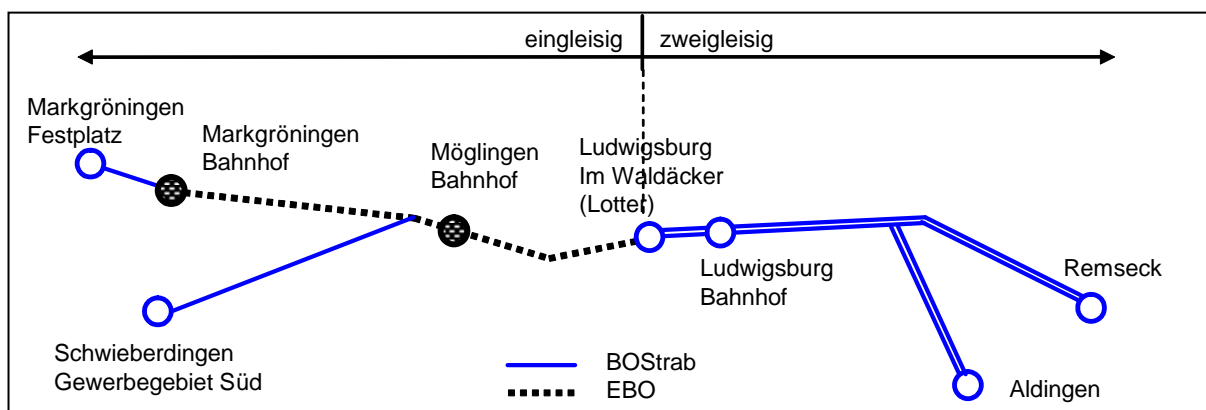 eingleisig
zweigleisig
Markgröningen
Festplatz
Markgröningen
Bahnhof
Möglingen
Bahnhof
Ludwigsburg
Im Waldäcker
(Lotter)
Ludwigsburg
Bahnhof
Remseck
Schwieberdingen
Gewerbegebiet Süd
BOStrab
EBO
Aldingen